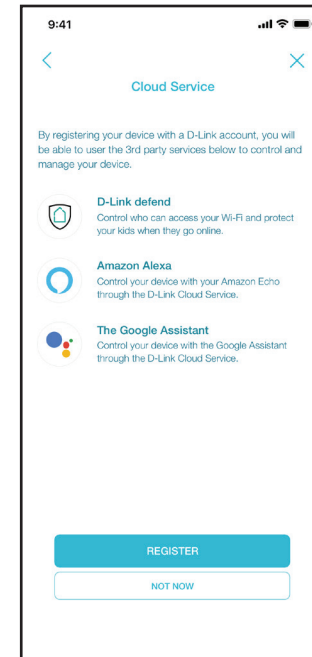 9:41
Cloud Service
By registering your device with a D-Link account, you will
be able to user the 3rd party services below to control and
manage your device.
D-Link defend
Control who can access your Wi-Fi and protect
your kids when they go online.
Amazon Alexa
Control your device with your Amazon Echo
through the D-Link Cloud Service.
The Google Assistant
Control your device with the Google Assistant
through the D-Link Cloud Service.
REGISTER
NOT NOW